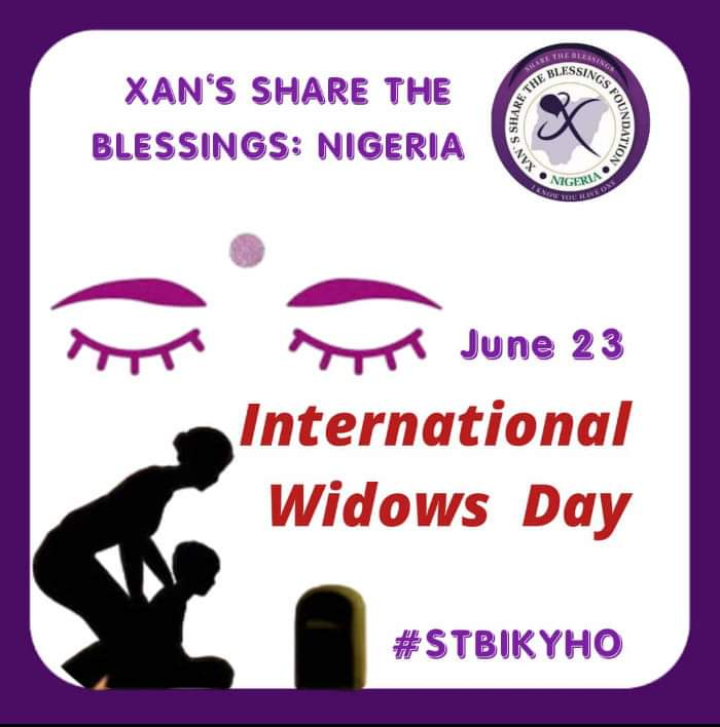 XAN'S SHARE THE
BLESSINGS: NIGERIA
SHARE THE BLESSINGS
XAN'S SHARE THE BLESSINGS FOUNDATION
NIGERIA
I KNOW YOU HAVE ONE
June 23
International
Widows Day
#STBIKYHO